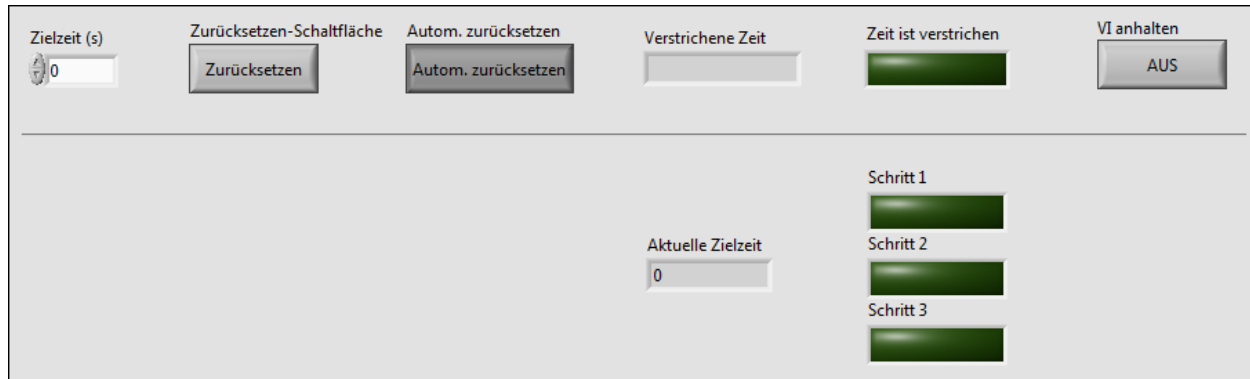 Zielzeit (s)
0
Zurücksetzen-Schaltfläche
Zurücksetzen
Autom. zurücksetzen
Autom. zurücksetzen
Verstrichene Zeit
Zeit ist verstrichen
VI anhalten
AUS
Aktuelle Zielzeit
0
Schritt 1
Schritt 2
Schritt 3